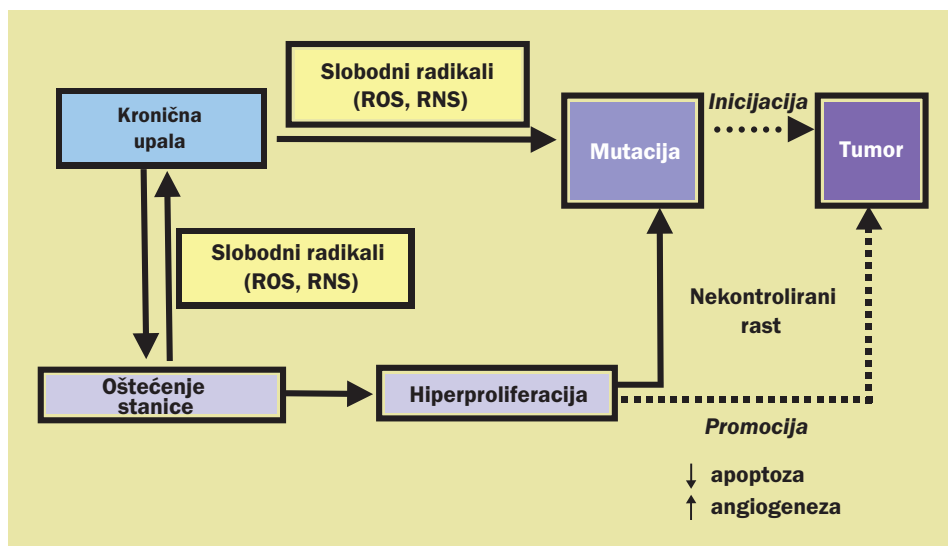 Slobodni radikali
(ROS, RNS)
Kronična
upala
Mutacija
Inicijacija
Tumor
Slobodni radikali
(ROS, RNS)
Nekontrolirani
rast
Oštećenje
stanice
Hiperproliferacija
Promocija
↓ apoptoza
↑ angiogeneza